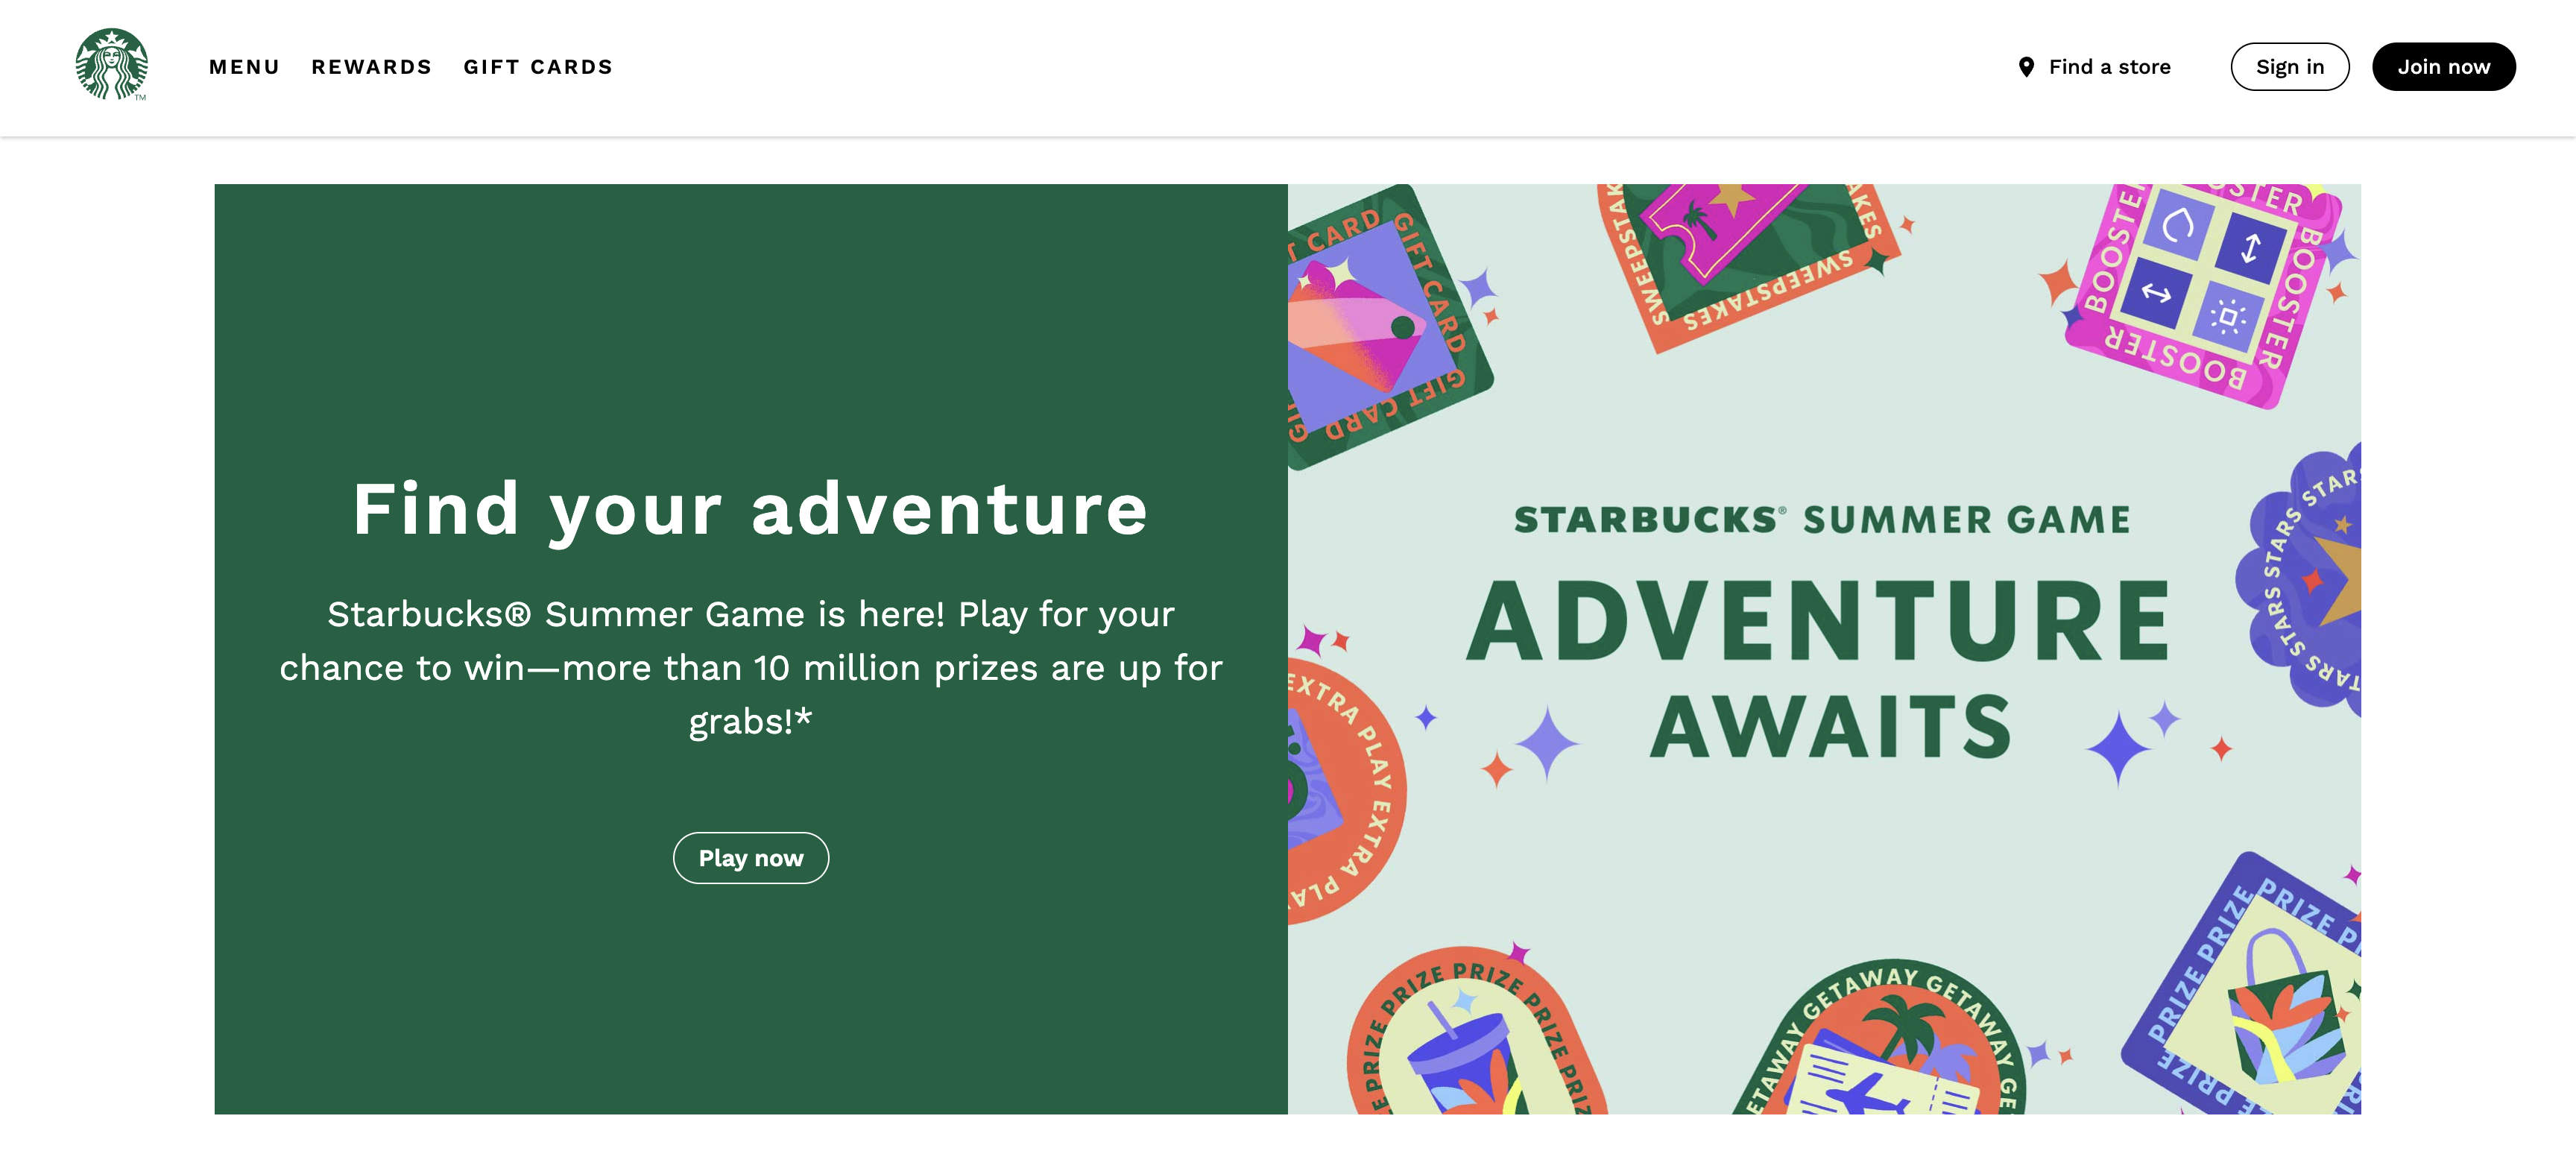 TM
MENU REWARDS GIFT CARDS
Find a store Sign in Join now
Find your adventure
Starbucks® Summer Game is here! Play for your
chance to win—more than 10 million prizes are up for
grabs!*
Play now
STARBUCKS® SUMMER GAME
ADVENTURE
AWAITS
CARD GIFT CARD GIFT CARD
SWEEPSTAKES
BOOSTER BOOSTER BOOSTER
STARS STARS STARS
EXTRA PLAY EXTRA PLAY
PRIZE PRIZE PRIZE PRIZE
GETAWAY GETAWAY GETAWAY
PRIZE PRIZE PRIZE